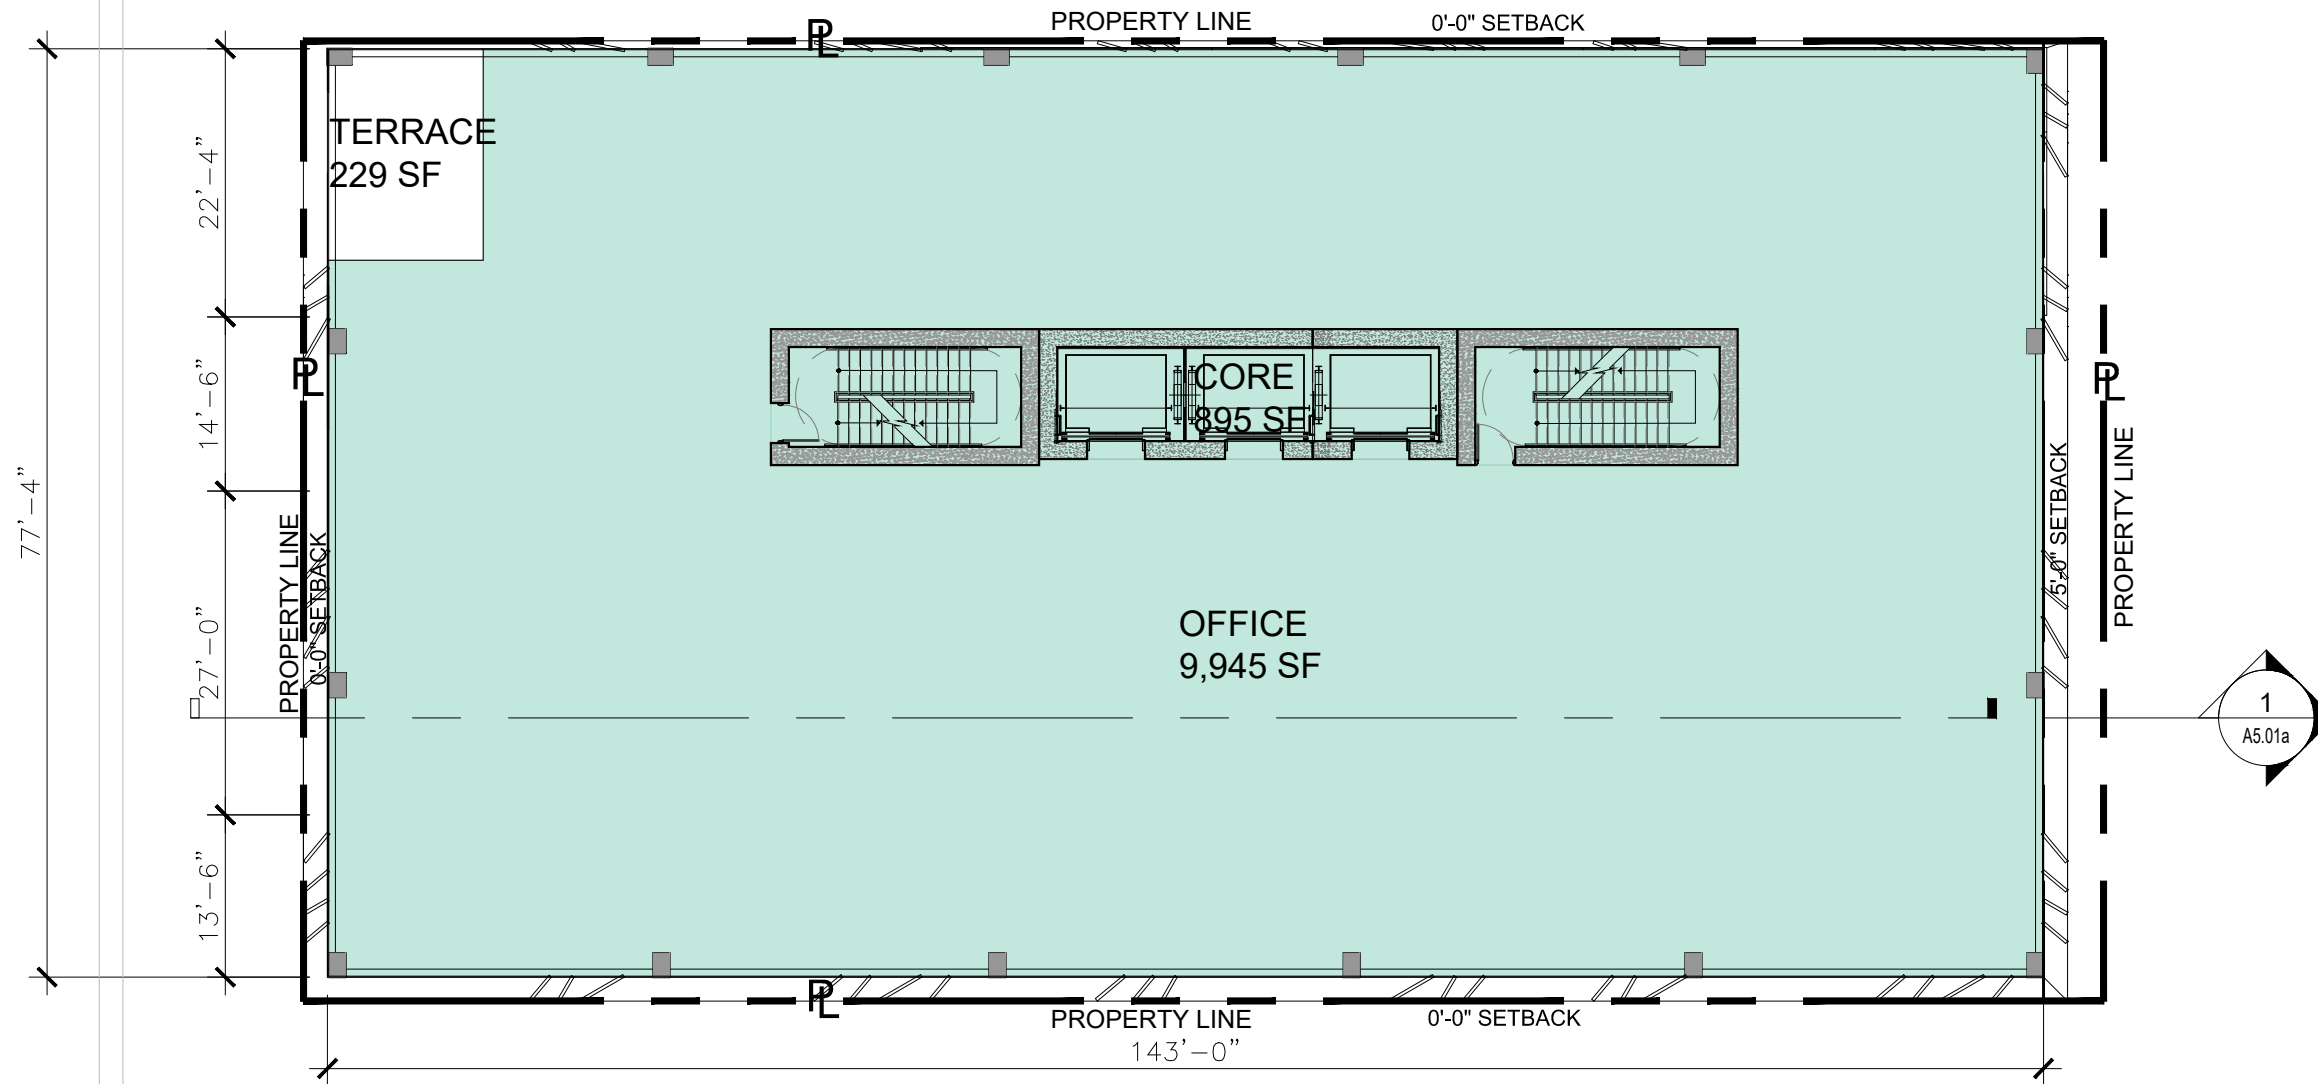 PROPERTY LINE
0'-0" SETBACK
PL
TERRACE
229 SF
22'-4"
14'-6"
77'-4"
27'-0"
13'-6"
PL
PROPERTY LINE
0'-0" SETBACK
CORE
895 SF
OFFICE
9,945 SF
PL
5'-0" SETBACK
PROPERTY LINE
1
A5.01a
PL
PROPERTY LINE
0'-0" SETBACK
143'-0"